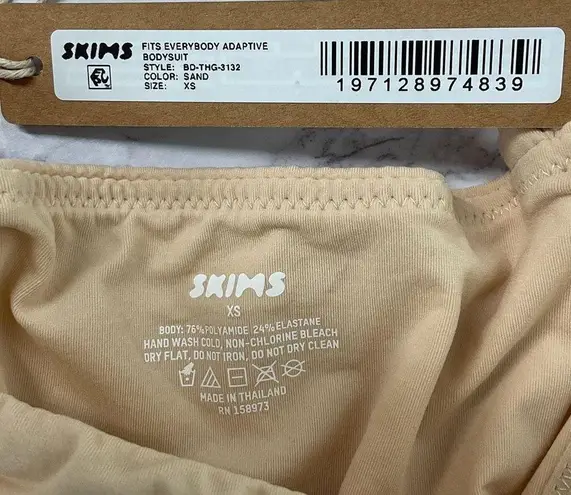 SKIMS
FITS EVERYBODY ADAPTIVE
BODYSUIT
STYLE: BD-THG-3132
COLOR: SAND
SIZE: XS
197128974839
SKIMS
XS
BODY: 76% POLYAMIDE 24% ELASTANE
HAND WASH COLD, NON-CHLORINE BLEACH
DRY FLAT, DO NOT IRON, DO NOT DRY CLEAN
MADE IN THAILAND
RN 158973